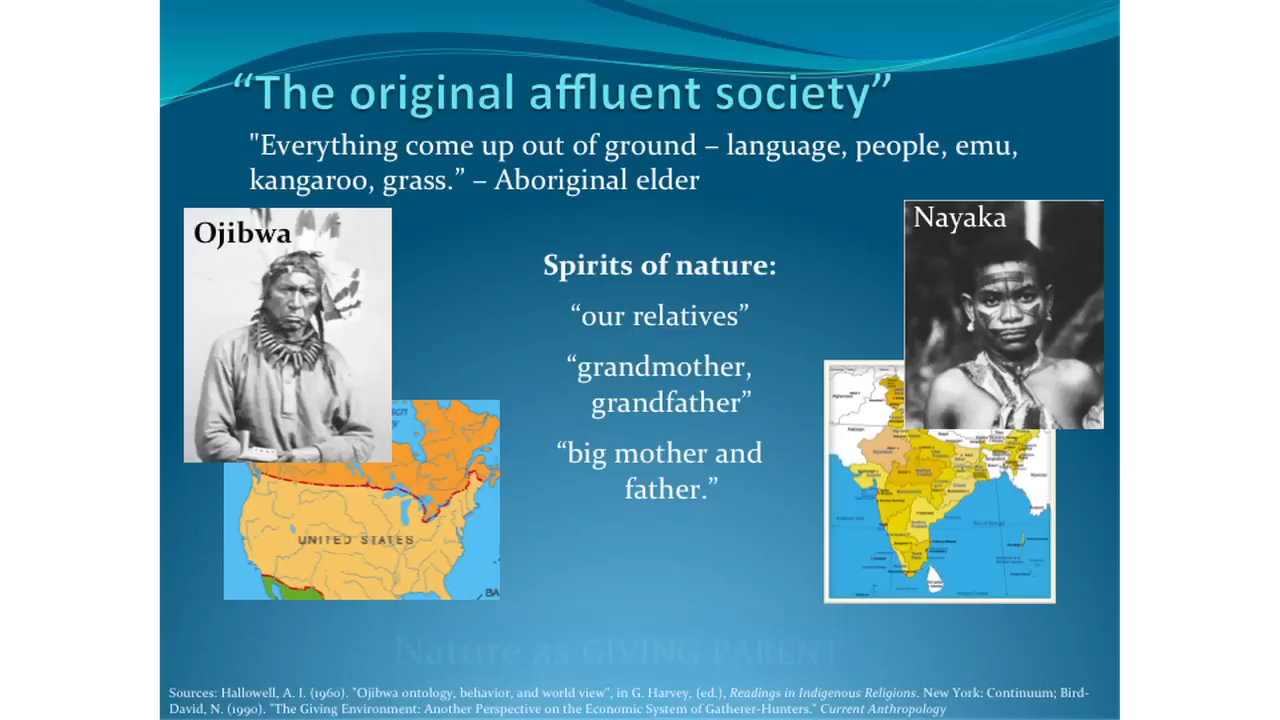 “The original affluent society”
"Everything come up out of ground – language, people, emu,
kangaroo, grass.” – Aboriginal elder
Ojibwa
Nayaka
Spirits of nature:
“our relatives”
“grandmother,
grandfather”
“big mother and
father.”
UNITED STATES
BA
Nature as GIVING PARENT
Sources: Hallowell, A. I. (1960). "Ojibwa ontology, behavior, and world view", in G. Harvey, (ed.), Readings in Indigenous Religions. New York: Continuum; Bird-
David, N. (1990). "The Giving Environment: Another Perspective on the Economic System of Gatherer-Hunters." Current Anthropology